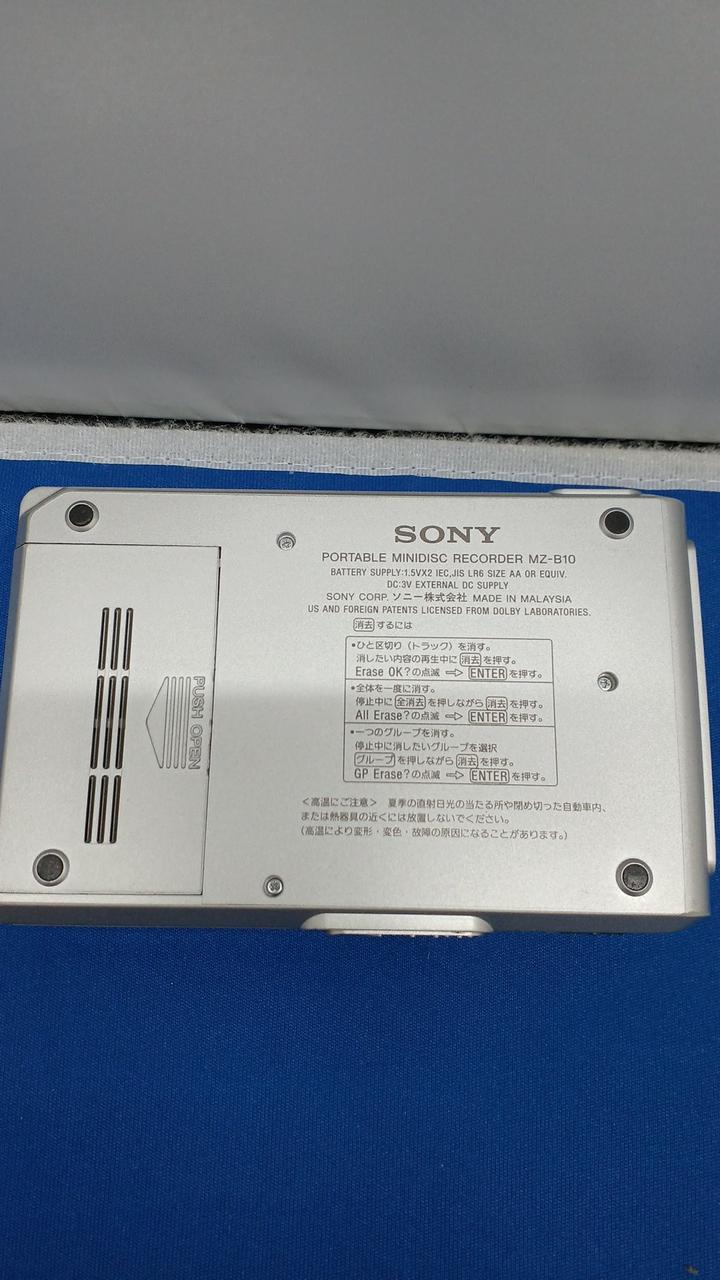 SONY
PORTABLE MINIDISC RECORDER MZ-B10
BATTERY SUPPLY:1.5VX2 IEC,JIS LR6 SIZE AA OR EQUIV.
DC:3V EXTERNAL DC SUPPLY
SONY CORP. ソニー株式会社 MADE IN MALAYSIA
US AND FOREIGN PATENTS LICENSED FROM DOLBY LABORATORIES.
消去するには
•ひと区切り（トラック）を消す。
消したい内容の再生中に消去を押す。
Erase OK?の点滅 ⇨ ENTERを押す。
•全体を一度に消す。
停止中に全消去を押しながら消去を押す。
All Erase?の点滅 ⇨ ENTERを押す。
•一つのグループを消す。
停止中に消したいグループを選択
グループを押しながら消去を押す。
GP Erase?の点滅 ⇨ ENTERを押す。
＜高温にご注意＞ 夏季の直射日光の当たる所や閉め切った自動車内、
または熱器具の近くには放置しないでください。
（高温により変形・変色・故障の原因になることがあります。）
PUSH OPEN